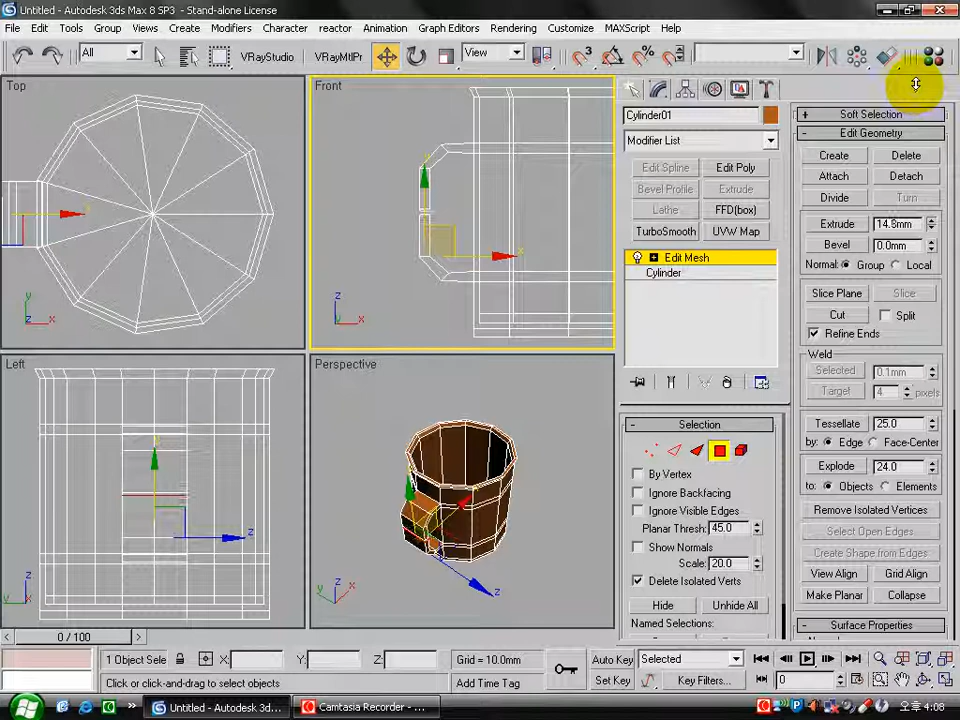 Untitled - Autodesk 3ds Max 8 SP3 - Stand-alone License
File Edit Tools Group Views Create Modifiers Character reactor Animation Graph Editors Rendering Customize MAXScript Help
All VRayStudio VRayMtlPr View
Top
Front
Cylinder01
Modifier List
Edit Spline Edit Poly
Bevel Profile Extrude
Lathe FFD(box)
TurboSmooth UVW Map
Edit Mesh
Cylinder
Soft Selection
Edit Geometry
Create Delete
Attach Detach
Divide Turn
Extrude 14.8mm
Bevel 0.0mm
Normal: Group Local
Slice Plane Slice
Cut Split
Refine Ends
Weld
Selected 0.1mm
Target 4 pixels
Tessellate 25.0
by: Edge Face-Center
Explode 24.0
to: Objects Elements
Remove Isolated Vertices
Select Open Edges
Create Shape from Edges
View Align Grid Align
Make Planar Collapse
Surface Properties
Left
Perspective
Selection
By Vertex
Ignore Backfacing
Ignore Visible Edges
Planar Thresh: 45.0
Show Normals
Scale: 20.0
Delete Isolated Verts
Hide Unhide All
Named Selections:
0 / 100
1 Object Sele X: Y: Z: Grid = 10.0mm Auto Key Selected
Click or click-and-drag to select objects Add Time Tag Set Key Key Filters... 0
Untitled - Autodesk 3ds... Camtasia Recorder - ... 오후 4:08